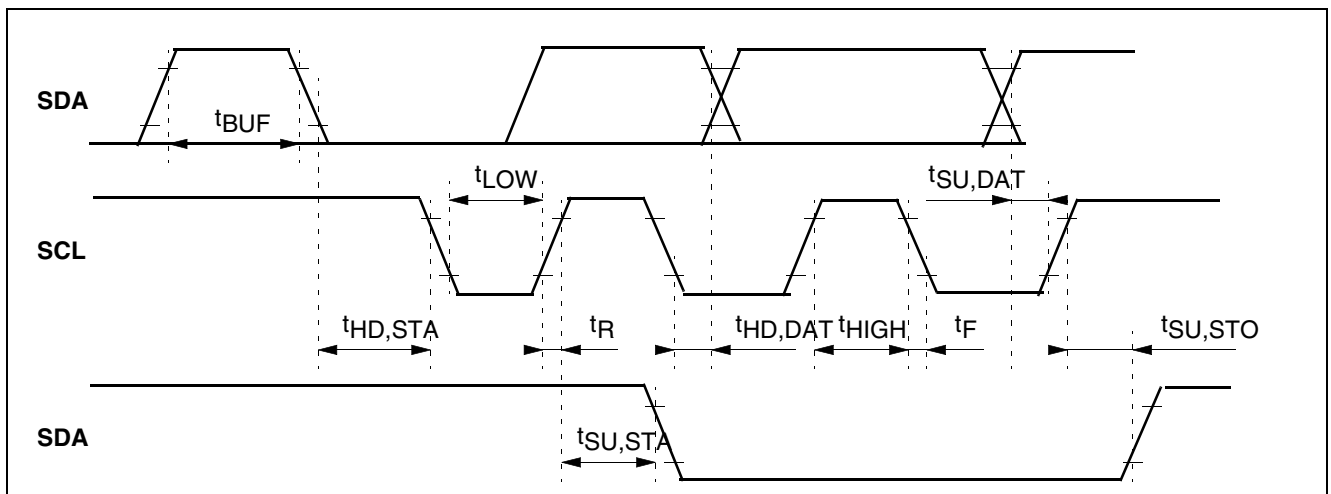 SDA
tBUF
tLOW
tSU,DAT
SCL
tHD,STA
tR
tHD,DAT
tHIGH
tF
tSU,STO
SDA
tSU,STA